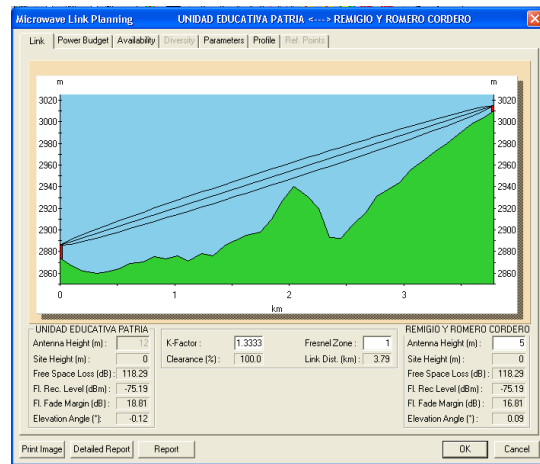 Microwave Link Planning UNIDAD EDUCATIVA PATRIA <---> REMIGIO Y ROMERO CORDERO
Link Power Budget Availability Diversity Parameters Profile Ref. Points
m m
3020 3020
3000 3000
2980 2980
2960 2960
2940 2940
2920 2920
2900 2900
2880 2880
2860 2860
0 1 2 3
km
UNIDAD EDUCATIVA PATRIA REMIGIO Y ROMERO CORDERO
Antenna Height (m) : 12 K-Factor : 1.3333 Fresnel Zone : 1 Antenna Height (m) : 5
Site Height (m) : 0 Clearance (%) : 100.0 Link Dist. (km) : 3.79 Site Height (m) : 0
Free Space Loss (dB) : 118.29 Free Space Loss (dB) : 118.29
Fl. Rec. Level (dBm) : -75.19 Fl. Rec. Level (dBm) : -75.19
Fl. Fade Margin (dB) : 18.81 Fl. Fade Margin (dB) : 16.81
Elevation Angle (°): -0.12 Elevation Angle (°): 0.09
Print Image Detailed Report Report OK Cancel